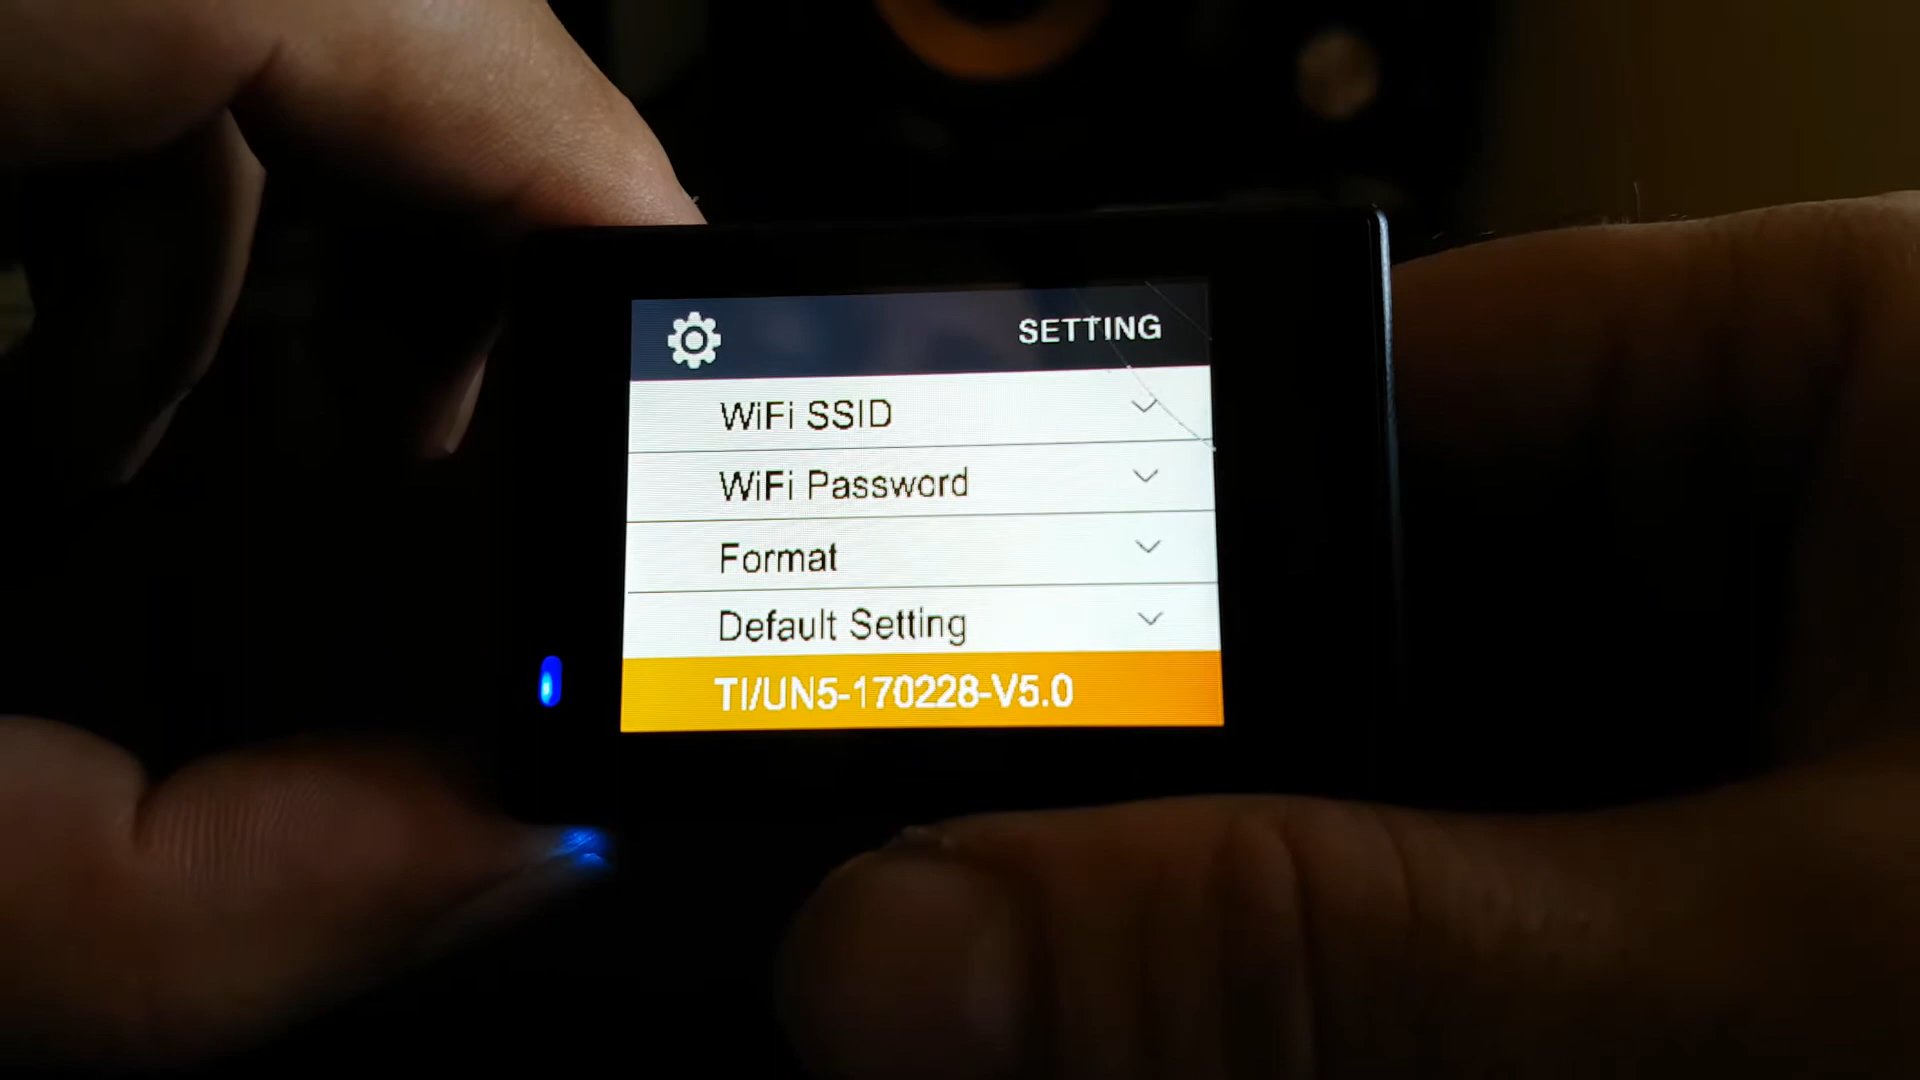 SETTING
WiFi SSID
WiFi Password
Format
Default Setting
TI/UN5-170228-V5.0